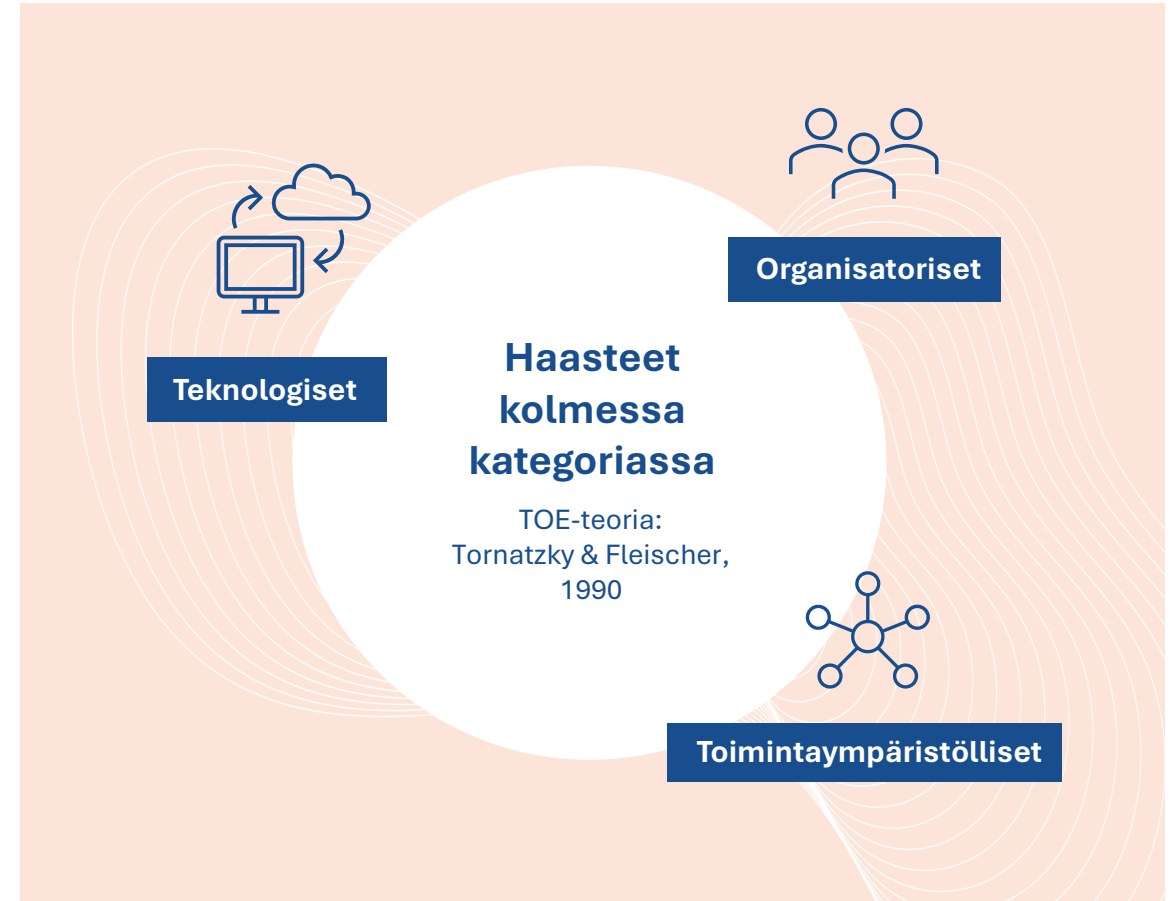 Organisatoriset
Teknologiset
Haasteet
kolmessa
kategoriassa
TOE-teoria:
Tornatzky & Fleischer,
1990
Toimintaympäristölliset